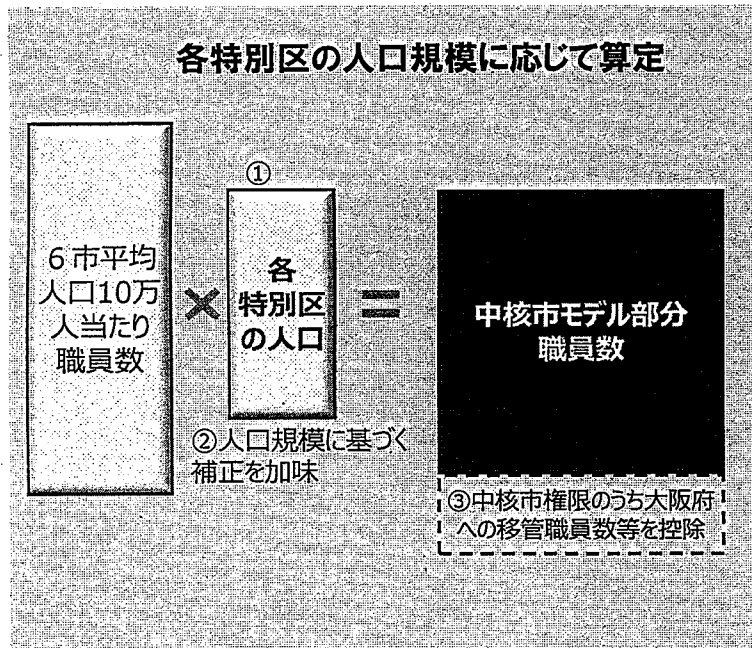 各特別区の人口規模に応じて算定
6市平均
人口10万
人当たり
職員数
×
①
各
特別区
の人口
②人口規模に基づく
補正を加味
=
中核市モデル部分
職員数
③中核市権限のうち大阪府
への移管職員数等を控除